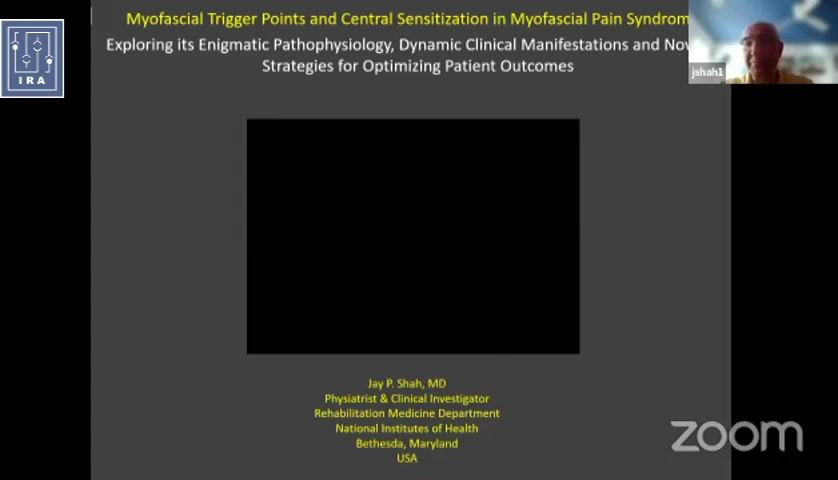 Myofascial Trigger Points and Central Sensitization in Myofascial Pain Syndrom
Exploring its Enigmatic Pathophysiology, Dynamic Clinical Manifestations and Nov
Strategies for Optimizing Patient Outcomes
IRA
jshah1
Jay P. Shah, MD
Physiatrist & Clinical Investigator
Rehabilitation Medicine Department
National Institutes of Health
Bethesda, Maryland
USA
zoom